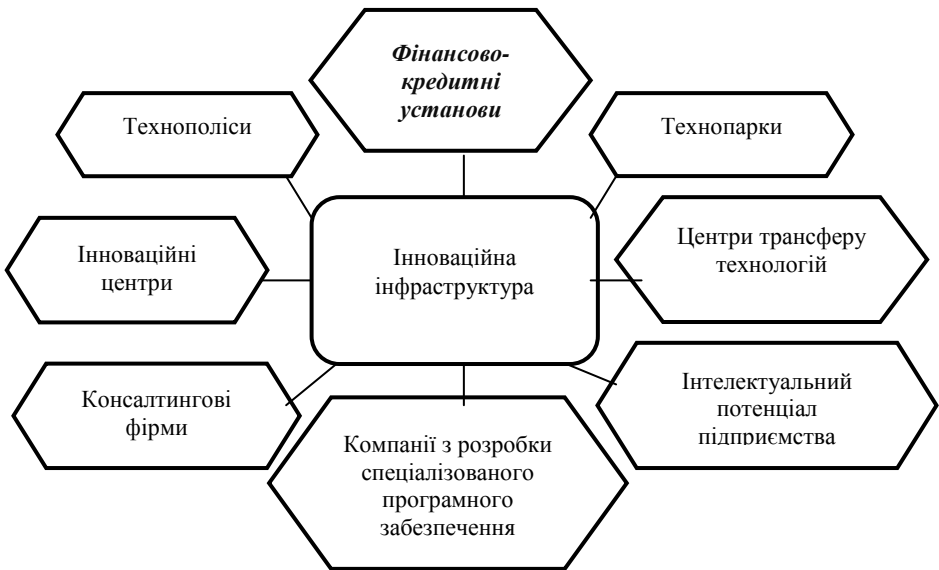 Фінансово-
кредитні
установи
Технополіси
Технопарки
Інноваційні
центри
Інноваційна
інфраструктура
Центри трансферу
технологій
Консалтингові
фірми
Компанії з розробки
спеціалізованого
програмного
забезпечення
Інтелектуальний
потенціал
підприємства